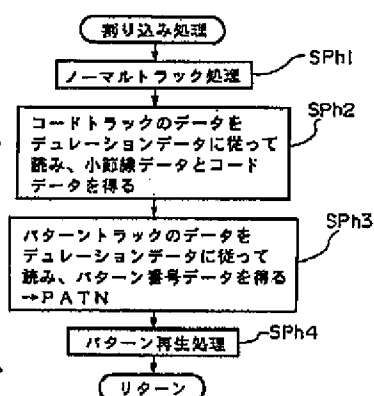 割り込み処理
ノーマルトラック処理
SPh1
コードトラックのデータを
デュレーションデータに従って
読み、小節線データとコード
データを得る
SPh2
パターントラックのデータを
デュレーションデータに従って
読み、パターン番号データを得る
→PATN
SPh3
パターン再生処理
SPh4
リターン